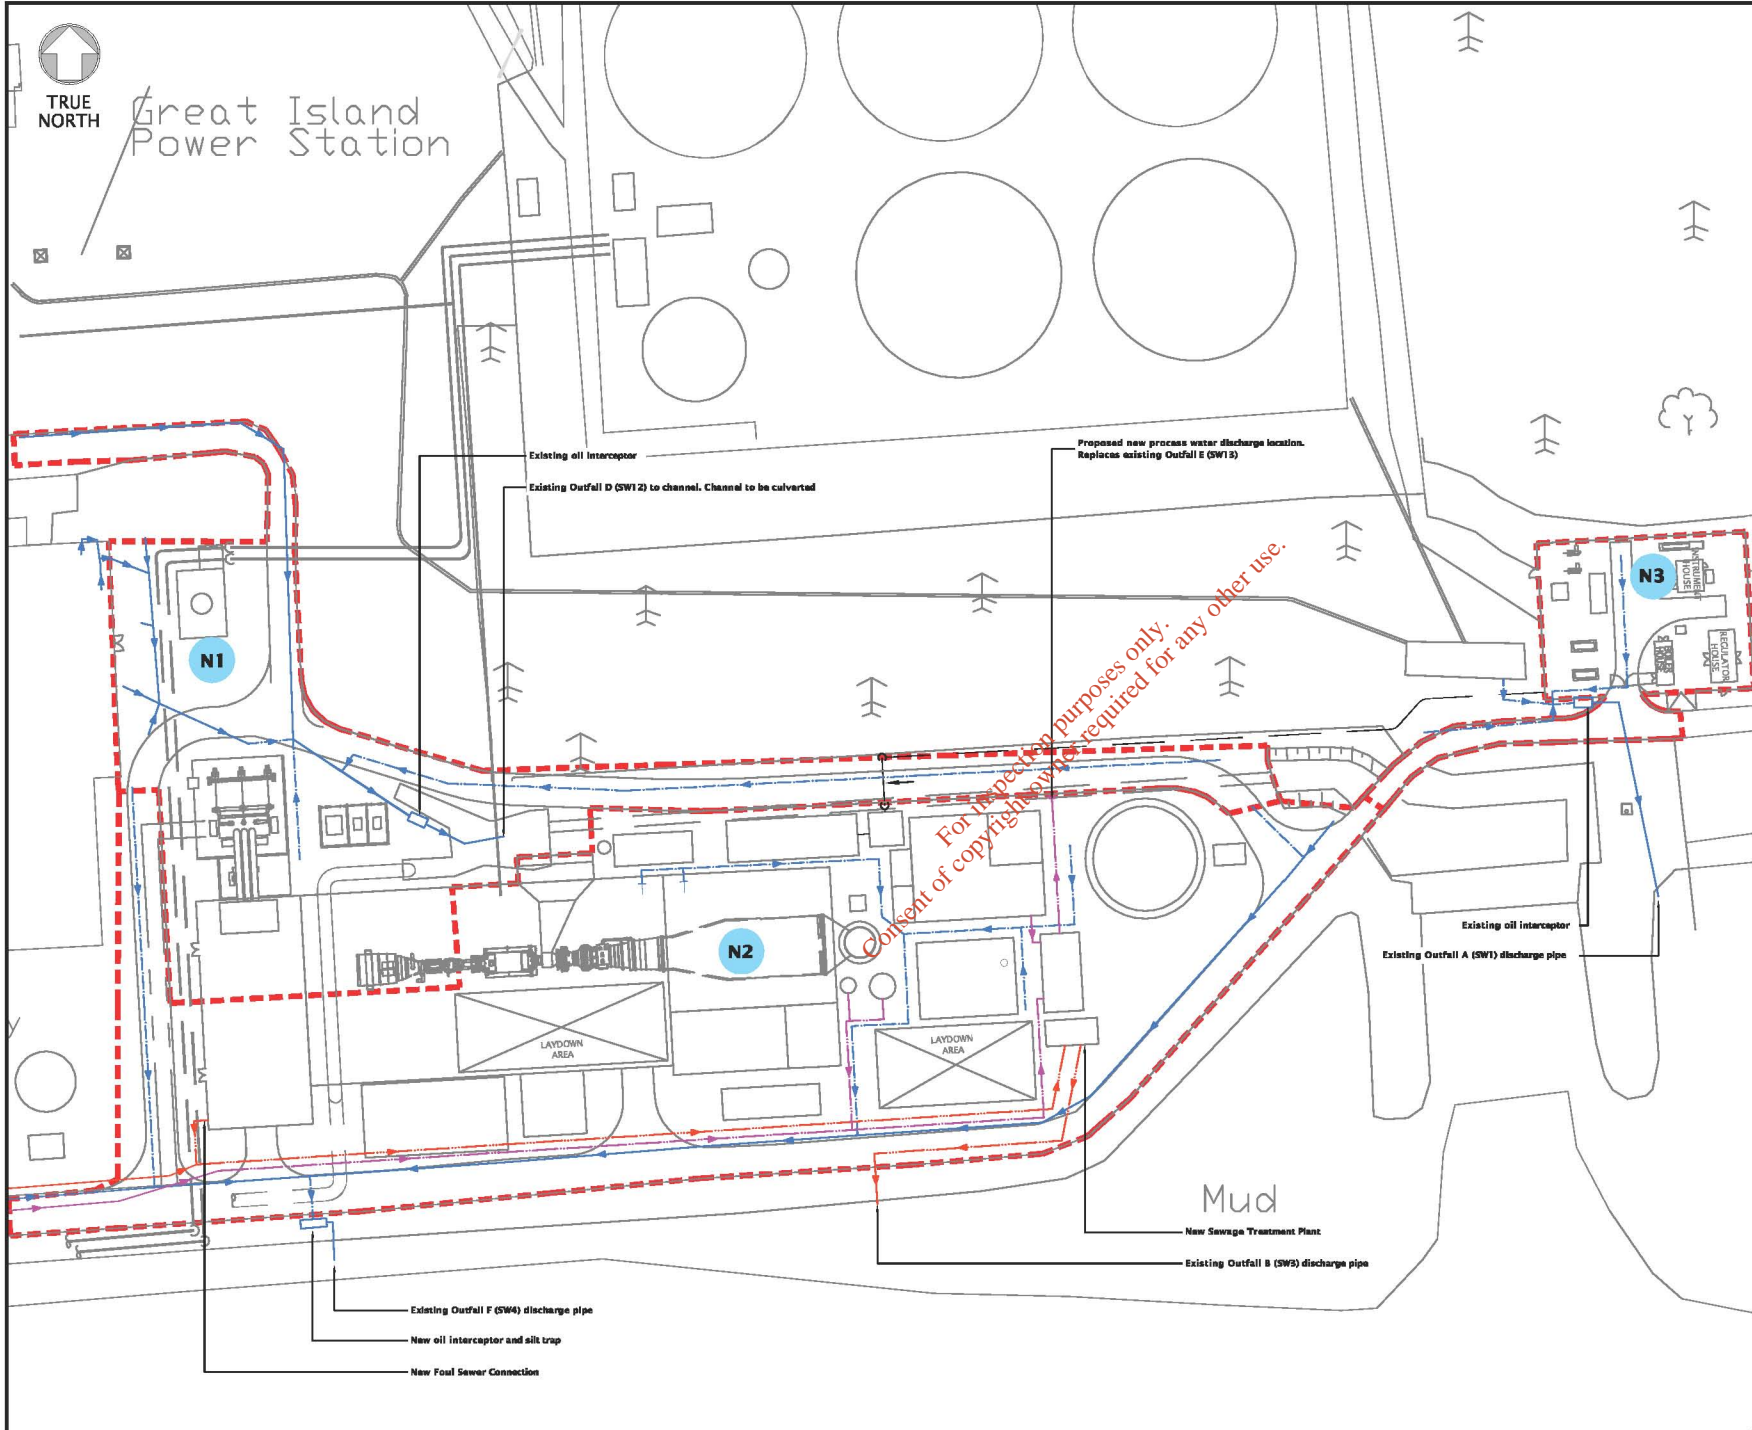 TRUE
NORTH
Great Island
Power Station
Existing oil interceptor
Existing Outfall D (SW12) to channel. Channel to be culverted
Proposed new process water discharge location.
Replaces existing Outfall E (SW13)
N1
N3
INSTRUMENT
HOUSE
REGULATOR
HOUSE
BOILER
HOUSE
For inspection purposes only.
Consent of copyright owner required for any other use.
N2
LAYDOWN
AREA
LAYDOWN
AREA
Existing oil interceptor
Existing Outfall A (SW1) discharge pipe
y
Mud
New Sewage Treatment Plant
Existing Outfall B (SW3) discharge pipe
Existing Outfall F (SW4) discharge pipe
New oil interceptor and silt trap
New Foul Sewer Connection